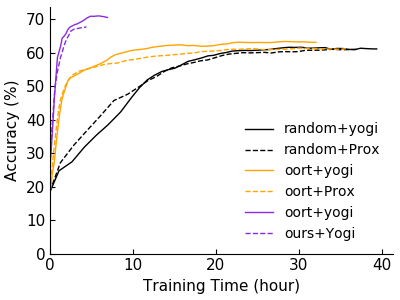 70
60
50
40
30
20
10
0
Accuracy (%)
random+yogi
random+Prox
oort+yogi
oort+Prox
oort+yogi
ours+Yogi
0 10 20 30 40
Training Time (hour)